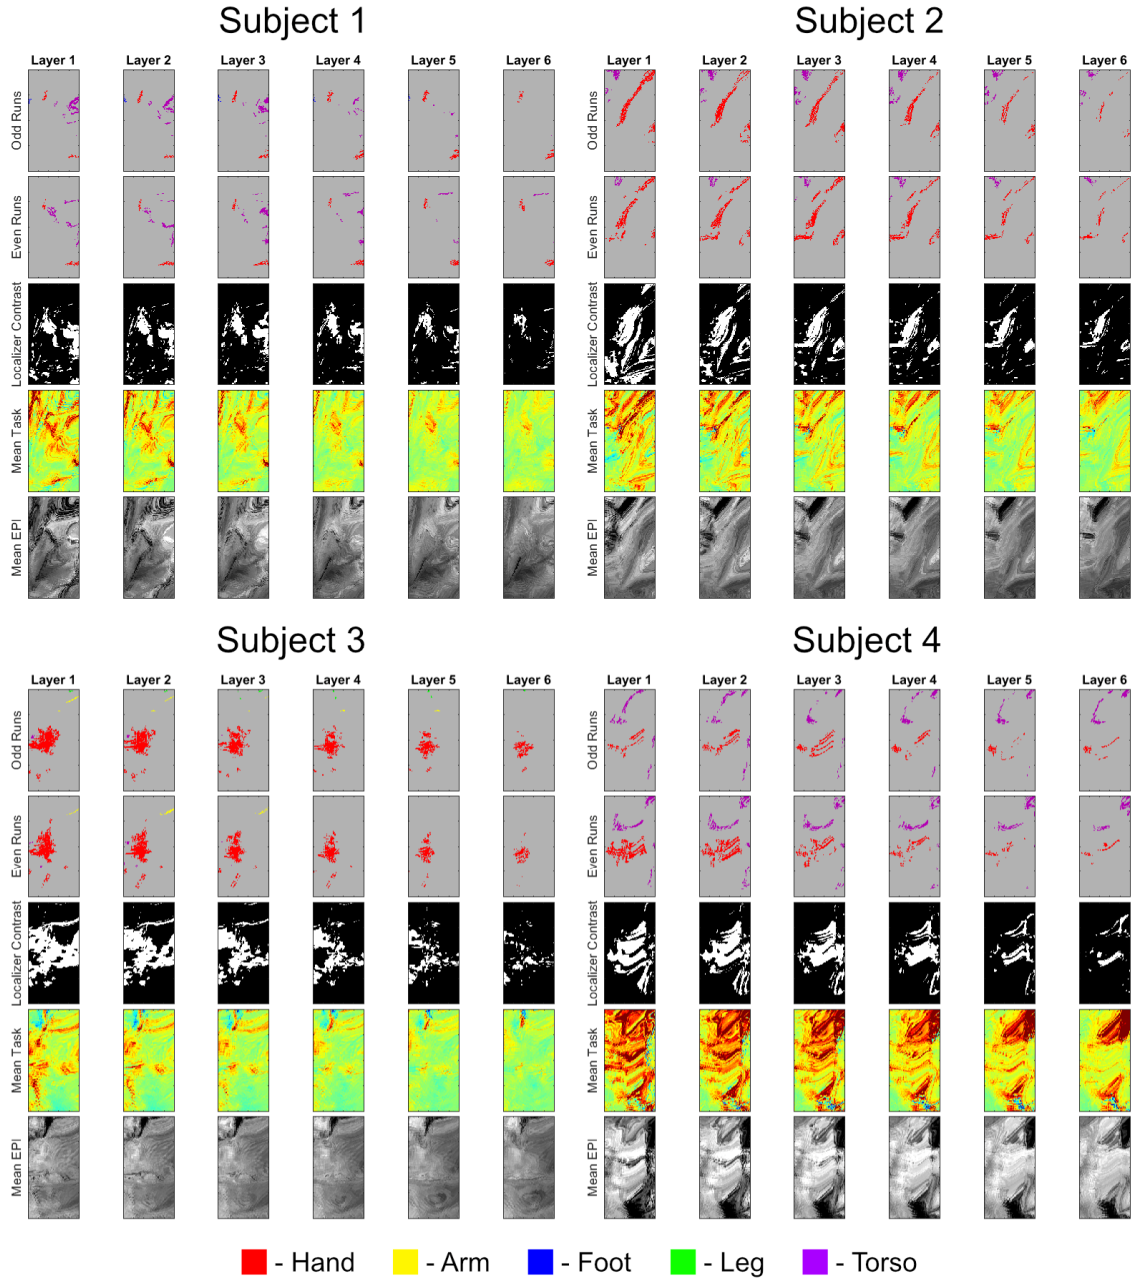 Subject 1
Subject 2
Layer 1 Layer 2 Layer 3 Layer 4 Layer 5 Layer 6
Layer 1 Layer 2 Layer 3 Layer 4 Layer 5 Layer 6
Odd Runs
Even Runs
Localizer Contrast
Mean Task
Mean EPI
Odd Runs
Even Runs
Localizer Contrast
Mean Task
Mean EPI
Subject 3
Subject 4
Layer 1 Layer 2 Layer 3 Layer 4 Layer 5 Layer 6
Layer 1 Layer 2 Layer 3 Layer 4 Layer 5 Layer 6
Odd Runs
Even Runs
Localizer Contrast
Mean Task
Mean EPI
Odd Runs
Even Runs
Localizer Contrast
Mean Task
Mean EPI
- Hand - Arm - Foot - Leg - Torso